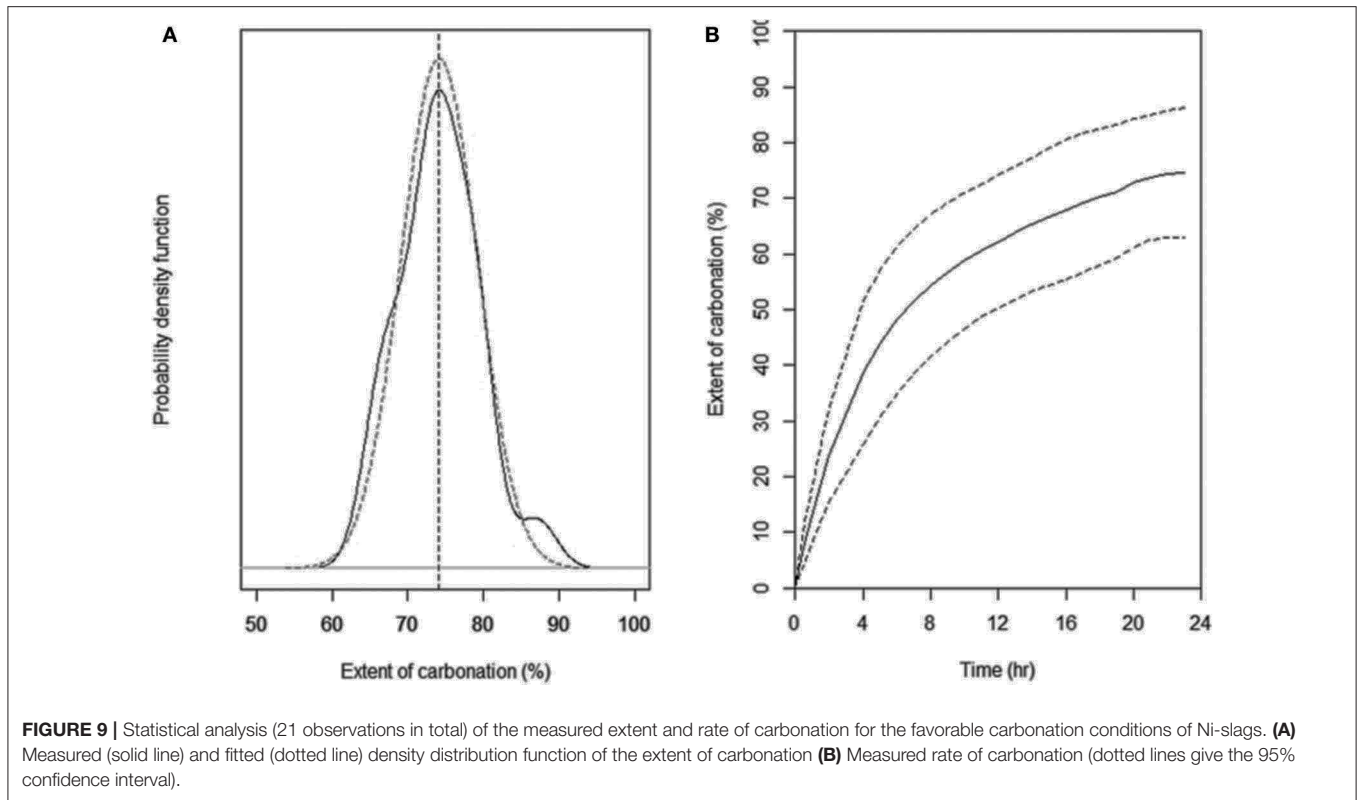 A
Probability density function
50 60 70 80 90 100
Extent of carbonation (%)
B
Extent of carbonation (%)
0 10 20 30 40 50 60 70 80 90
0 4 8 12 16 20 24
Time (hr)
FIGURE 9 | Statistical analysis (21 observations in total) of the measured extent and rate of carbonation for the favorable carbonation conditions of Ni-slags. (A)
Measured (solid line) and fitted (dotted line) density distribution function of the extent of carbonation (B) Measured rate of carbonation (dotted lines give the 95%
confidence interval).